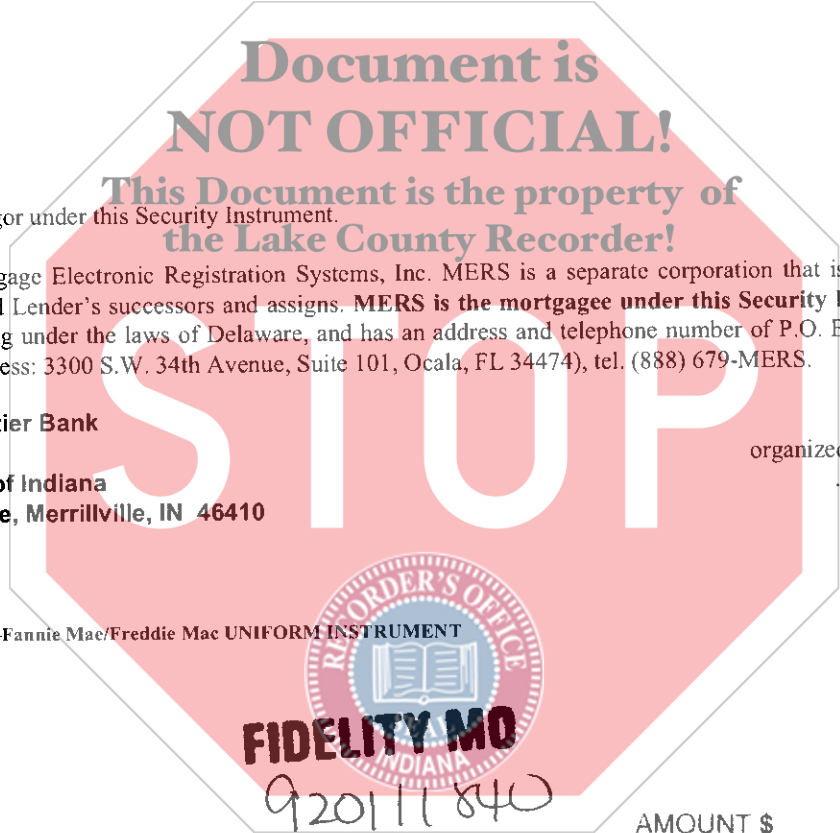 Document is
NOT OFFICIAL!
This Document is the property of
gor under this Security Instrument.
the Lake County Recorder!
gage Electronic Registration Systems, Inc. MERS is a separate corporation that is
d Lender's successors and assigns. MERS is the mortgagee under this Security I
g under the laws of Delaware, and has an address and telephone number of P.O. B
ess: 3300 S.W. 34th Avenue, Suite 101, Ocala, FL 34474), tel. (888) 679-MERS.
STOP
ier Bank
organized
of Indiana
e, Merrillville, IN 46410
RECORDER'S OFFICE
-Fannie Mae/Freddie Mac UNIFORM INSTRUMENT
FIDELITY MO
INDIANA
920111840
AMOUNT $